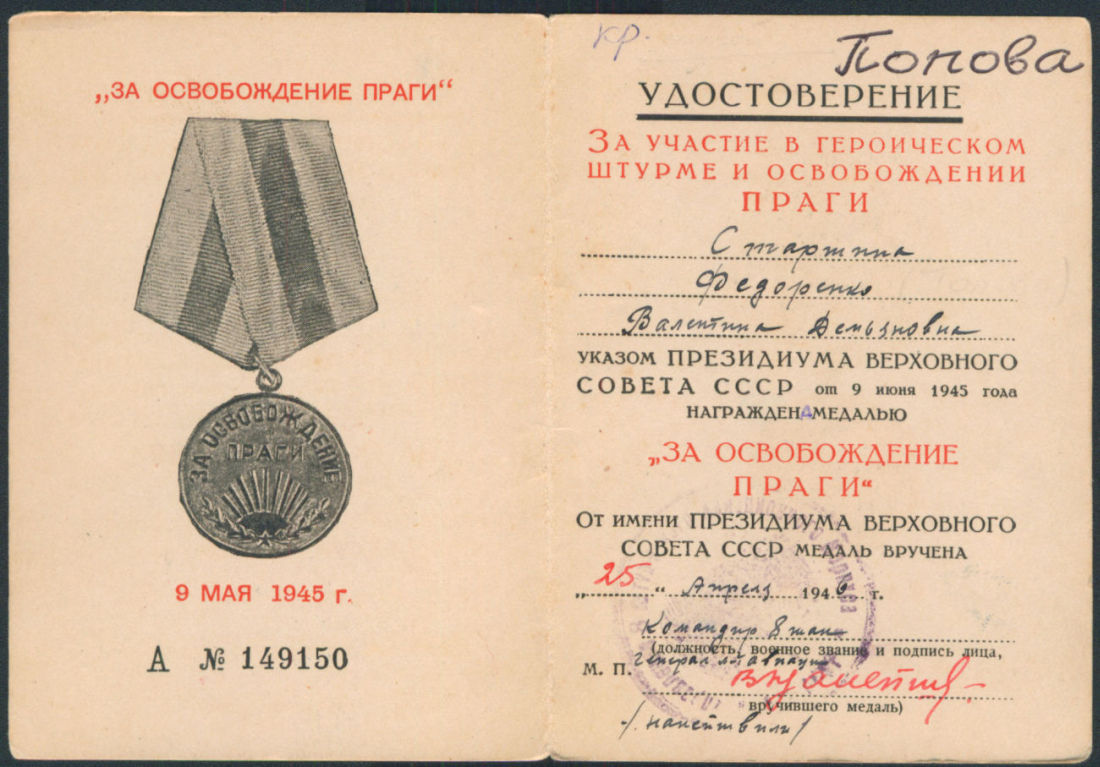 „ЗА ОСВОБОЖДЕНИЕ ПРАГИ“
ЗА ОСВОБОЖДЕНИЕ
ПРАГИ
9 МАЯ 1945 г.
А № 149150
кр.
Попова
УДОСТОВЕРЕНИЕ
ЗА УЧАСТИЕ В ГЕРОИЧЕСКОМ
ШТУРМЕ И ОСВОБОЖДЕНИИ
ПРАГИ
Старшина
Федоренко
Валентина Демьяновна
УКАЗОМ ПРЕЗИДИУМА ВЕРХОВНОГО
СОВЕТА СССР от 9 июня 1945 года
НАГРАЖДЕНА МЕДАЛЬЮ
„ЗА ОСВОБОЖДЕНИЕ
ПРАГИ“
ОТ ИМЕНИ ПРЕЗИДИУМА ВЕРХОВНОГО
СОВЕТА СССР МЕДАЛЬ ВРУЧЕНА
„25“ Апреля 1946 г.
Командир
(должность, военное звание и подпись лица,
М. П. генерал
вручившего медаль)